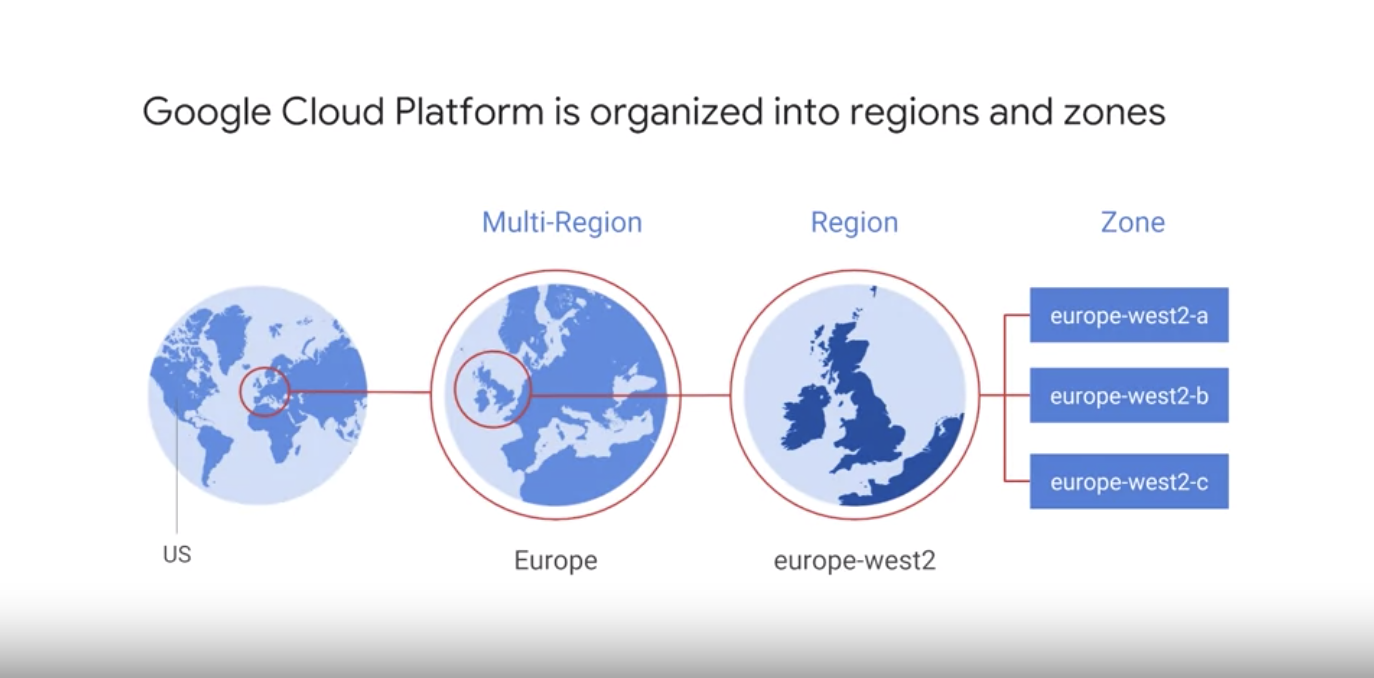 Google Cloud Platform is organized into regions and zones
Multi-Region
Region
Zone
europe-west2-a
europe-west2-b
europe-west2-c
US
Europe
europe-west2